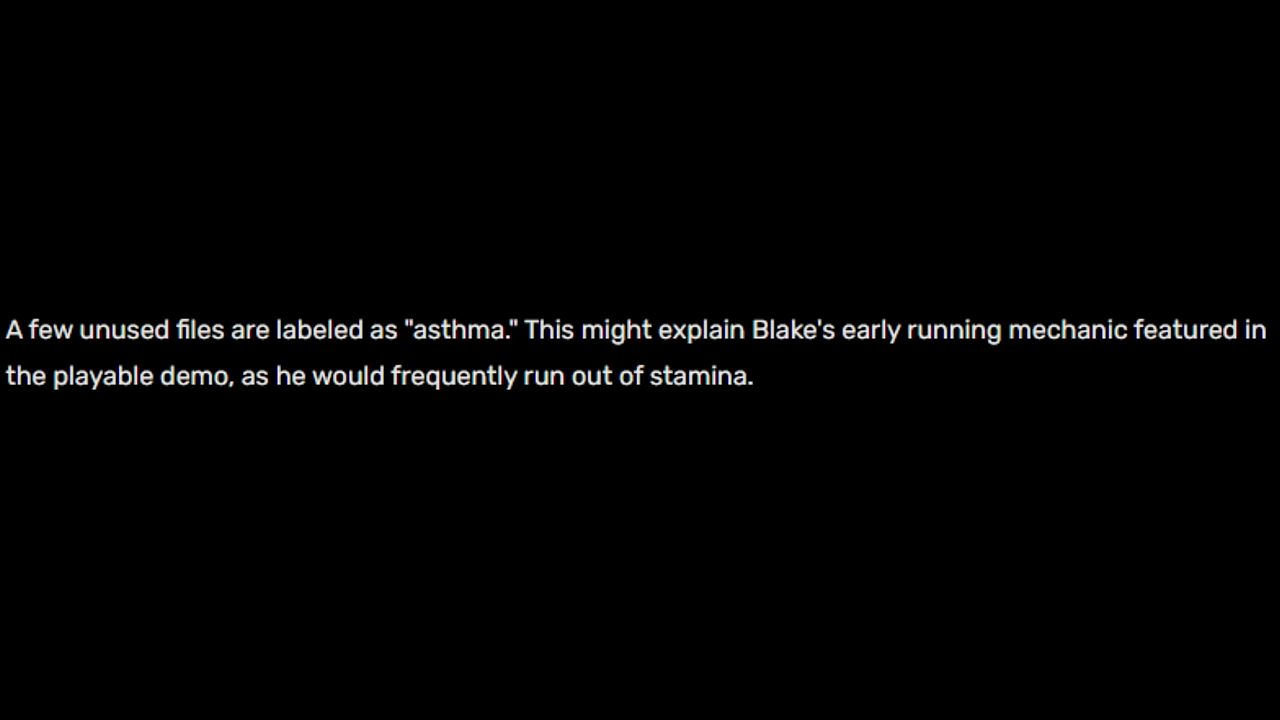 A few unused files are labeled as "asthma." This might explain Blake's early running mechanic featured in
the playable demo, as he would frequently run out of stamina.